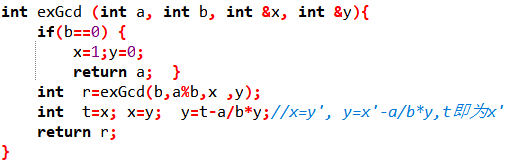 int exGcd (int a, int b, int &x, int &y){
if(b==0) {
x=1;y=0;
return a;  }
int  r=exGcd(b,a%b,x ,y);
int  t=x; x=y;  y=t-a/b*y;//x=y', y=x'-a/b*y,t即为x'
return r;
}